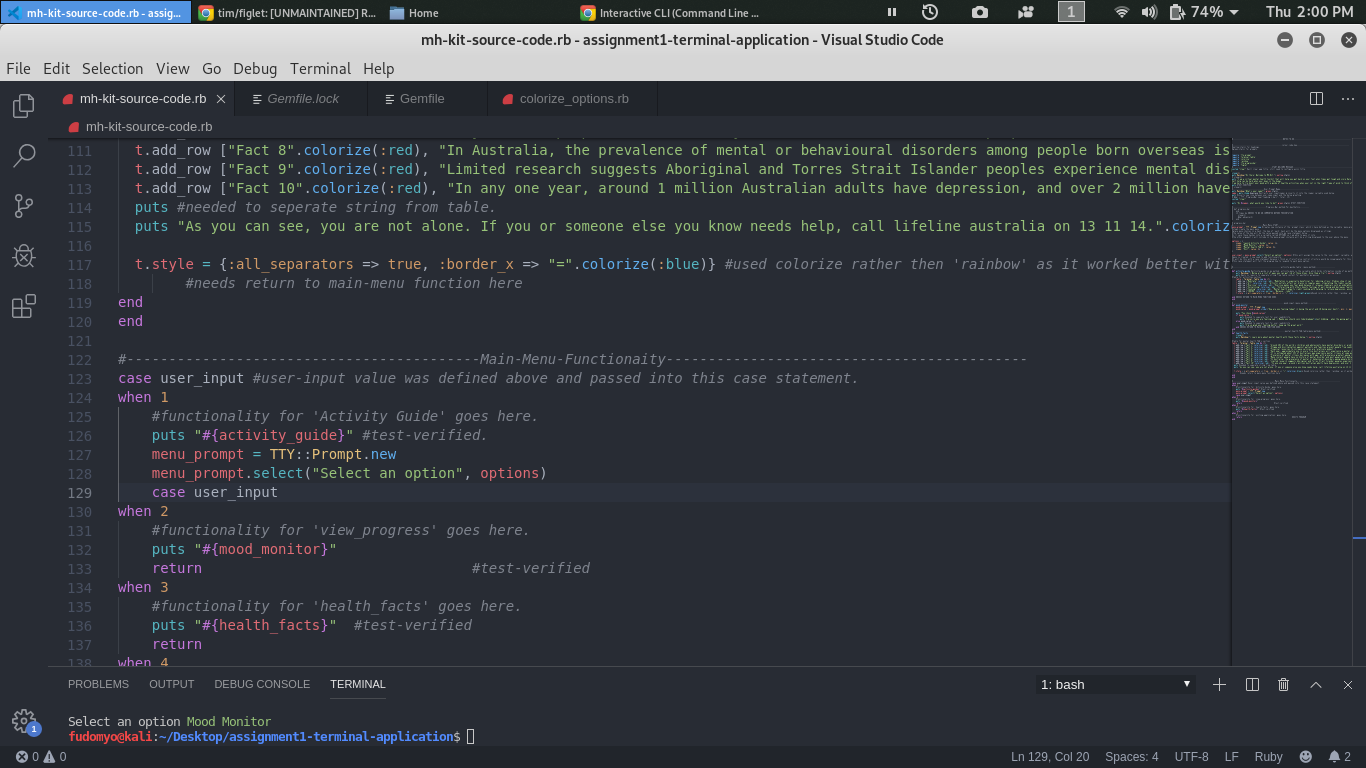 mh-kit-source-code.rb - assig...
tim/figlet: [UNMAINTAINED] R...
Home
Interactive CLI (Command Line ...
1
74%
Thu 2:00 PM
mh-kit-source-code.rb - assignment1-terminal-application - Visual Studio Code
File Edit Selection View Go Debug Terminal Help
mh-kit-source-code.rb
Gemfile.lock
Gemfile
colorize_options.rb
mh-kit-source-code.rb
111 t.add_row ["Fact 8".colorize(:red), "In Australia, the prevalence of mental or behavioural disorders among people born overseas is
112 t.add_row ["Fact 9".colorize(:red), "Limited research suggests Aboriginal and Torres Strait Islander peoples experience mental dis
113 t.add_row ["Fact 10".colorize(:red), "In any one year, around 1 million Australian adults have depression, and over 2 million have
114 puts #needed to seperate string from table.
115 puts "As you can see, you are not alone. If you or someone else you know needs help, call lifeline australia on 13 11 14.".coloriz
116
117 t.style = {:all_separators => true, :border_x => "=".colorize(:blue)} #used colorize rather then 'rainbow' as it worked better wit
118 #needs return to main-menu function here
119 end
120 end
121
122 #------------------------------------------Main-Menu-Functionaity-------------------------------------------
123 case user_input #user-input value was defined above and passed into this case statement.
124 when 1
125 #functionality for 'Activity Guide' goes here.
126 puts "#{activity_guide}" #test-verified.
127 menu_prompt = TTY::Prompt.new
128 menu_prompt.select("Select an option", options)
129 case user_input
130 when 2
131 #functionality for 'view_progress' goes here.
132 puts "#{mood_monitor}"
133 return #test-verified
134 when 3
135 #functionality for 'health_facts' goes here.
136 puts "#{health_facts}" #test-verified
137 return
138 when 4
PROBLEMS OUTPUT DEBUG CONSOLE TERMINAL
1: bash
Select an option Mood Monitor
fudomyo@kali:~/Desktop/assignment1-terminal-application$
1
0 0
Ln 129, Col 20 Spaces: 4 UTF-8 LF Ruby 2